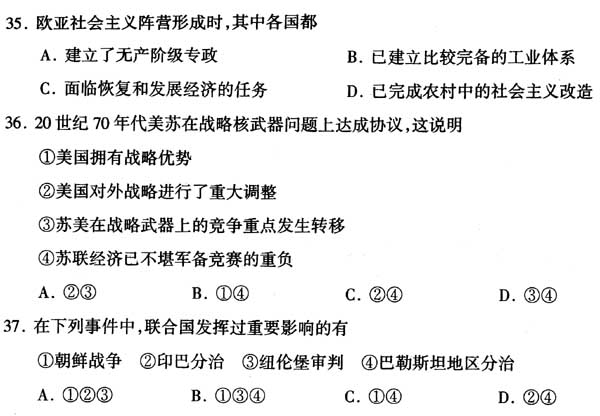 35. 欧亚社会主义阵营形成时,其中各国都
A. 建立了无产阶级专政 B. 已建立比较完备的工业体系
C. 面临恢复和发展经济的任务 D. 已完成农村中的社会主义改造
36. 20世纪70年代美苏在战略核武器问题上达成协议,这说明
①美国拥有战略优势
②美国对外战略进行了重大调整
③苏美在战略武器上的竞争重点发生转移
④苏联经济已不堪军备竞赛的重负
A. ②③ B. ①④ C. ②④ D. ③④
37. 在下列事件中,联合国发挥过重要影响的有
①朝鲜战争 ②印巴分治 ③纽伦堡审判 ④巴勒斯坦地区分治
A. ①②③ B. ①③④ C. ①④ D. ②④